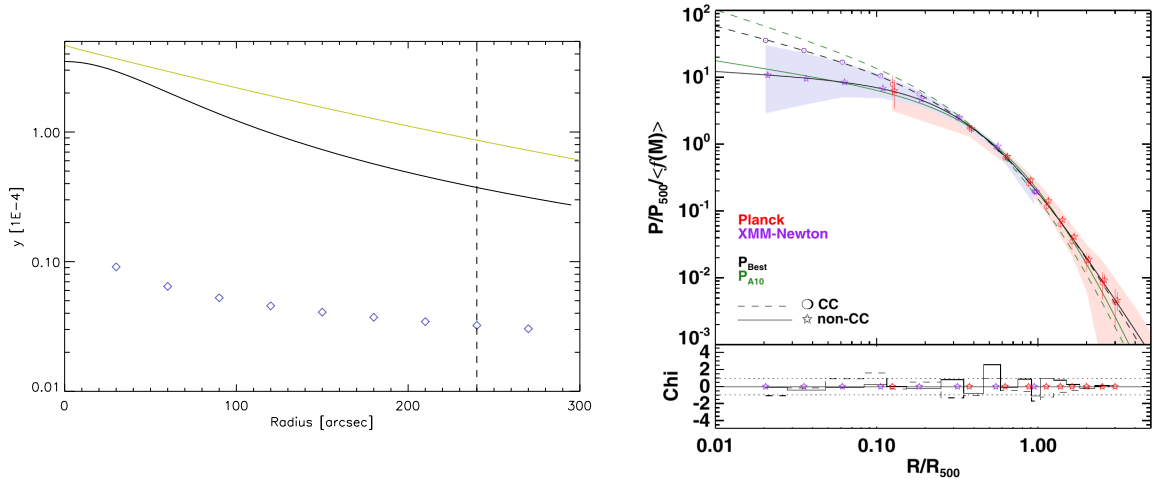 y [1E-4]
1.00
0.10
0.01
0
100
200
300
Radius [arcsec]
P/P500/<f(M)>
10²
10¹
10⁰
10⁻¹
10⁻²
10⁻³
Planck
XMM-Newton
PBest
PA10
CC
non-CC
Chi
4
2
0
-2
-4
0.01
0.10
1.00
R/R500